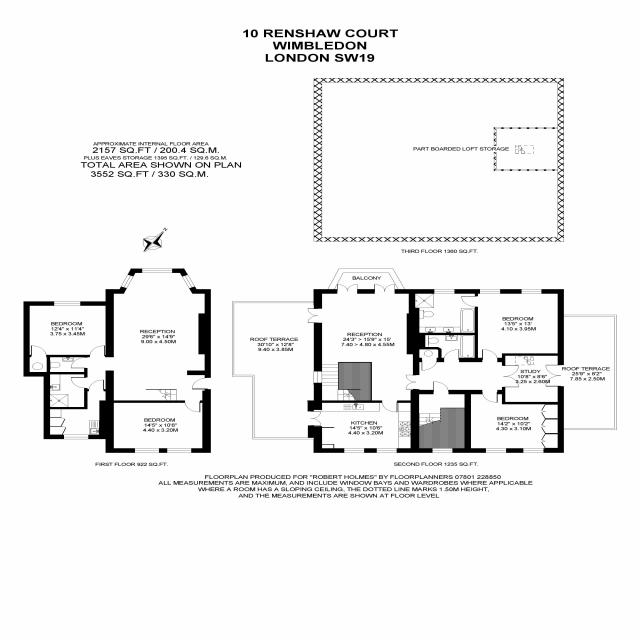 10 RENSHAW COURT
WIMBLEDON
LONDON SW19
APPROXIMATE INTERNAL FLOOR AREA
2157 SQ.FT / 200.4 SQ.M.
PLUS EAVES STORAGE 1395 SQ.FT. / 129.6 SQ.M.
TOTAL AREA SHOWN ON PLAN
3552 SQ.FT / 330 SQ.M.
PART BOARDED LOFT STORAGE
THIRD FLOOR 1360 SQ.FT.
N
BALCONY
BEDROOM
12'4" x 11'4"
3.75 x 3.45M
RECEPTION
29'6" x 14'9"
9.00 x 4.50M
BEDROOM
14'5" x 10'6"
4.40 x 3.20M
FIRST FLOOR 922 SQ.FT.
ROOF TERRACE
30'10" x 12'8"
9.40 x 3.85M
RECEPTION
24'3" > 15'9" x 15'
7.40 > 4.80 x 4.55M
KITCHEN
14'5" x 10'6"
4.40 x 3.20M
BEDROOM
13'5" x 13'
4.10 x 3.95M
STUDY
10'8" x 8'6"
3.25 x 2.60M
ROOF TERRACE
25'9" x 8'2"
7.85 x 2.50M
BEDROOM
14'2" x 10'2"
4.30 x 3.10M
SECOND FLOOR 1235 SQ.FT.
FLOORPLAN PRODUCED FOR "ROBERT HOLMES" BY FLOORPLANNERS 07801 228850
ALL MEASUREMENTS ARE MAXIMUM, AND INCLUDE WINDOW BAYS AND WARDROBES WHERE APPLICABLE
WHERE A ROOM HAS A SLOPING CEILING, THE DOTTED LINE MARKS 1.50M HEIGHT,
AND THE MEASUREMENTS ARE SHOWN AT FLOOR LEVEL